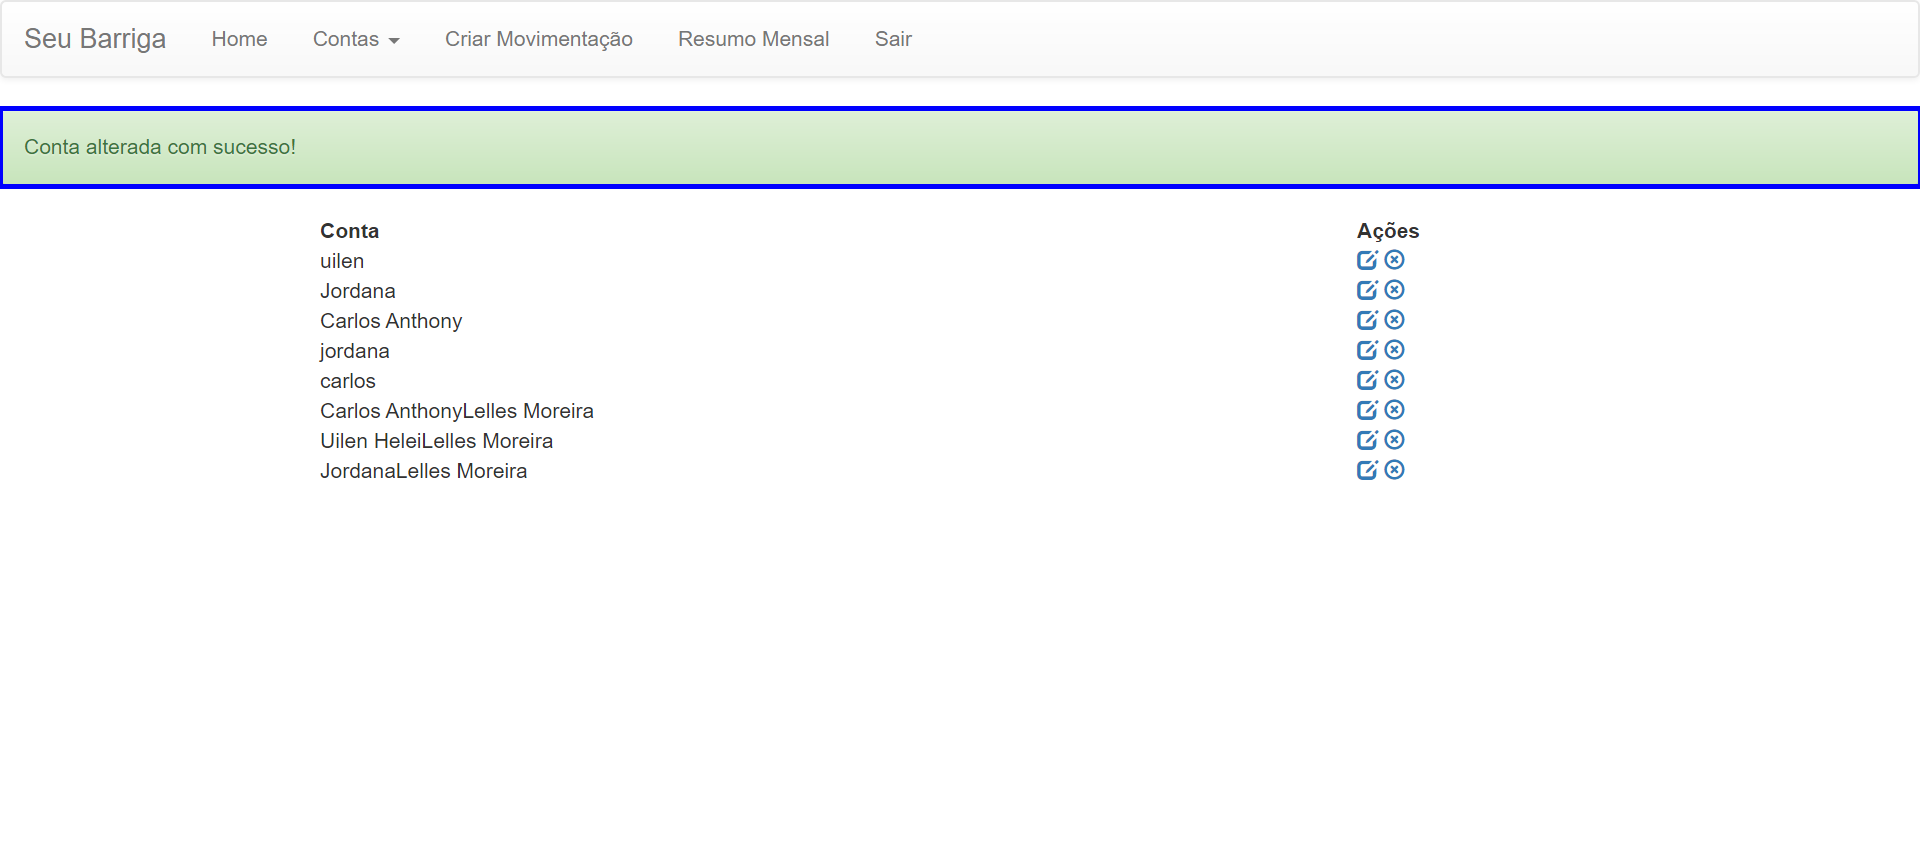 Seu Barriga Home Contas Criar Movimentação Resumo Mensal Sair
Conta alterada com sucesso!
Conta Ações
uilen
Jordana
Carlos Anthony
jordana
carlos
Carlos AnthonyLelles Moreira
Uilen HeleiLelles Moreira
JordanaLelles Moreira